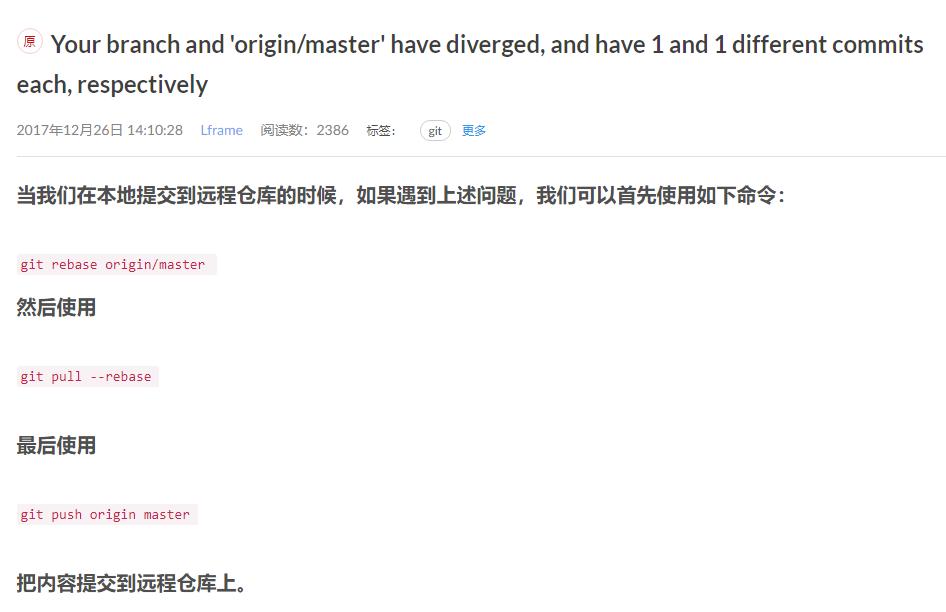 原 Your branch and 'origin/master' have diverged, and have 1 and 1 different commits
each, respectively
2017年12月26日 14:10:28 Lframe 阅读数：2386 标签： git 更多
当我们在本地提交到远程仓库的时候，如果遇到上述问题，我们可以首先使用如下命令：
git rebase origin/master
然后使用
git pull --rebase
最后使用
git push origin master
把内容提交到远程仓库上。